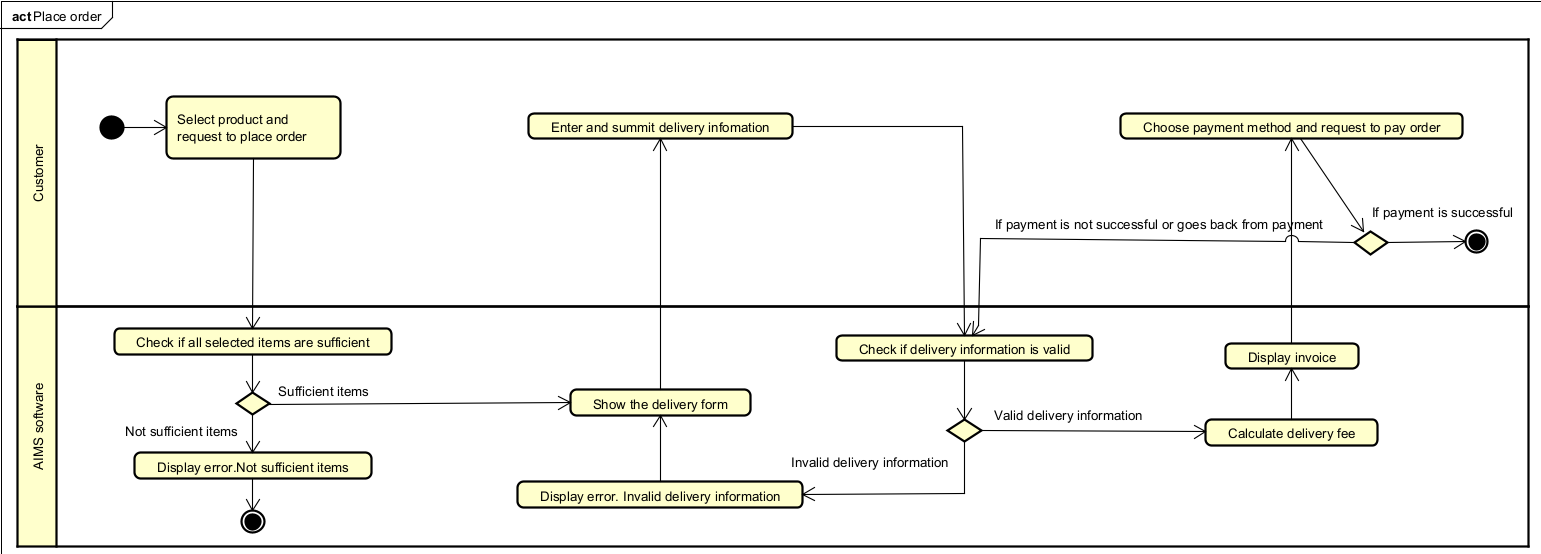 act Place order
Customer
Select product and
request to place order
Enter and summit delivery infomation
Choose payment method and request to pay order
If payment is successful
If payment is not successful or goes back from payment
AIMS software
Check if all selected items are sufficient
Sufficient items
Not sufficient items
Display error.Not sufficient items
Show the delivery form
Display error. Invalid delivery information
Check if delivery information is valid
Valid delivery information
Invalid delivery information
Display invoice
Calculate delivery fee